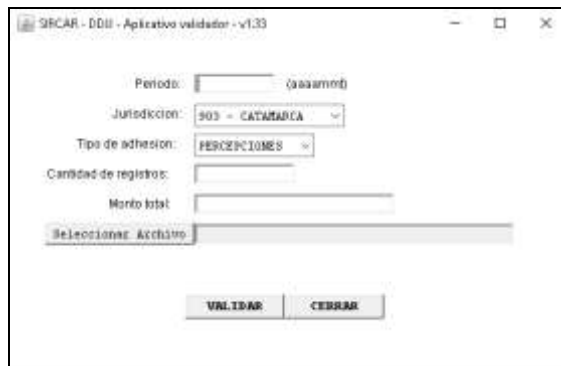 SIRCAR - DDJJ - Aplicativo validador - v1.33
Periodo: (aaaammt)
Jurisdiccion: 903 - CATAMARCA
Tipo de adhesion: PERCEPCIONES
Cantidad de registros:
Monto total:
Seleccionar Archivo
VALIDAR CERRAR